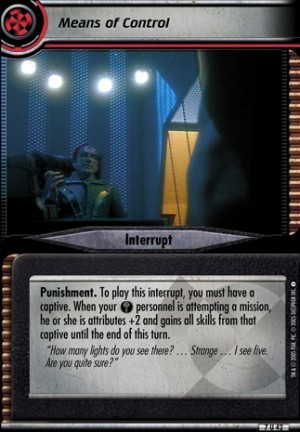 Means of Control
Interrupt
Punishment. To play this interrupt, you must have a
captive. When your personnel is attempting a mission,
he or she is attributes +2 and gains all skills from that
captive until the end of this turn.
"How many lights do you see there? … Strange … I see five.
Are you quite sure?"
7 U 42